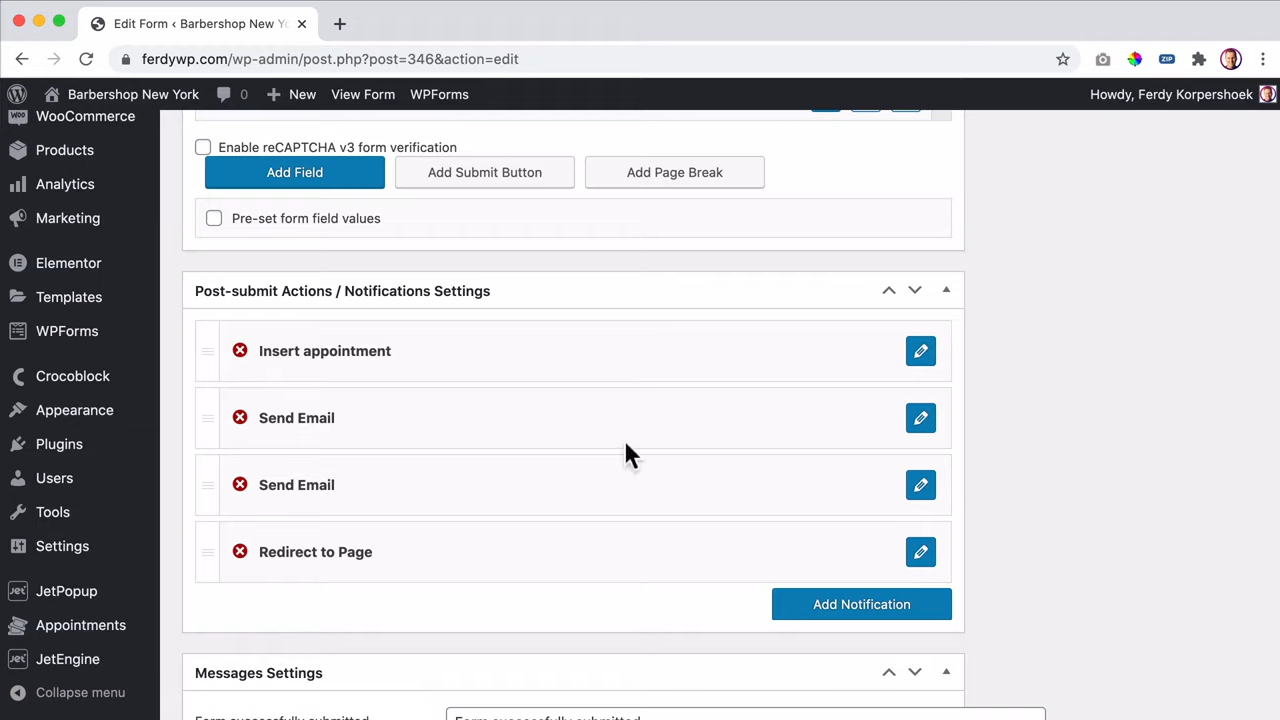 Edit Form ‹ Barbershop New Yo
ferdywp.com/wp-admin/post.php?post=346&action=edit
ZIP
Barbershop New York
0
New
View Form
WPForms
Howdy, Ferdy Korpershoek
WooCommerce
Products
Analytics
Marketing
Elementor
Templates
WPForms
Crocoblock
Appearance
Plugins
Users
Tools
Settings
JetPopup
Appointments
JetEngine
Collapse menu
Enable reCAPTCHA v3 form verification
Add Field
Add Submit Button
Add Page Break
Pre-set form field values
Post-submit Actions / Notifications Settings
Insert appointment
Send Email
Send Email
Redirect to Page
Add Notification
Messages Settings
Form successfully submitted
Form successfully submitted